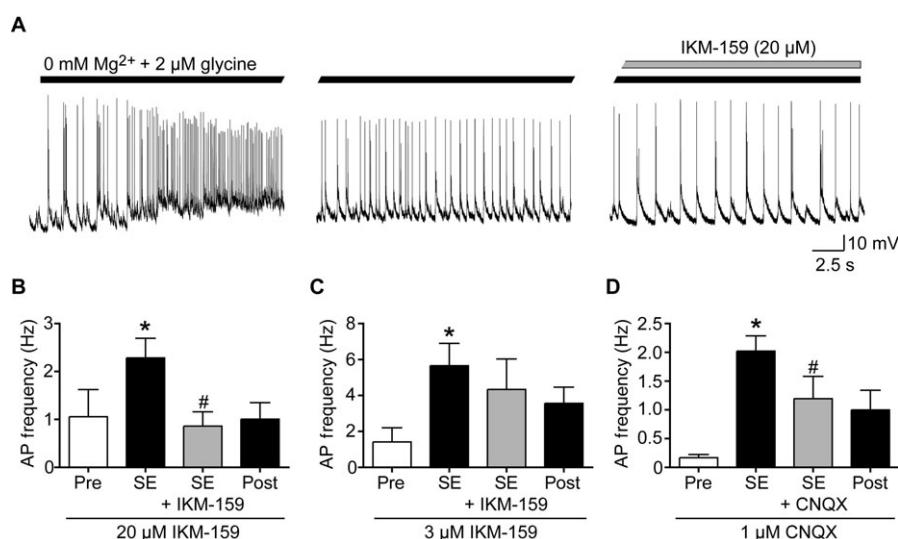 A
0 mM Mg²⁺ + 2 µM glycine
IKM-159 (20 µM)
10 mV
2.5 s
B
AP frequency (Hz)
3
2
1
0
*
#
Pre SE SE Post
+ IKM-159
20 µM IKM-159
C
AP frequency (Hz)
8
6
4
2
0
*
Pre SE SE Post
+ IKM-159
3 µM IKM-159
D
AP frequency (Hz)
2.5
2.0
1.5
1.0
0.5
0
*
#
Pre SE SE Post
+ CNQX
1 µM CNQX